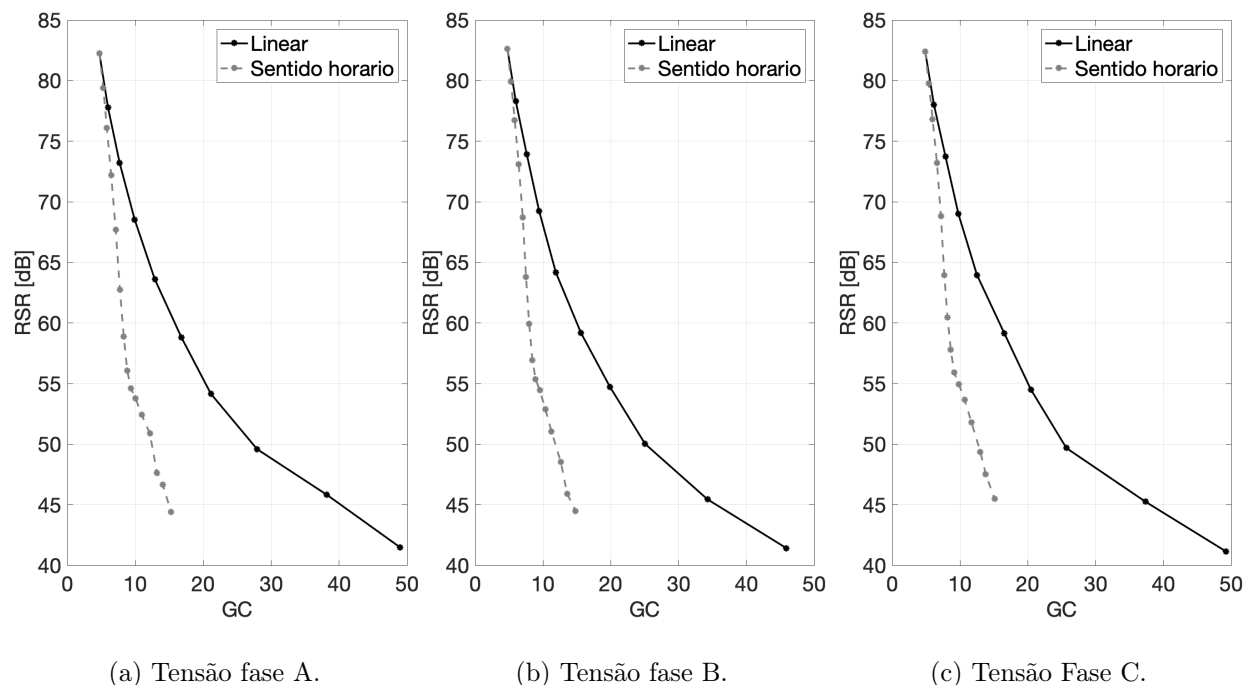 85
80
75
70
65
60
55
50
45
40
RSR [dB]
0 10 20 30 40 50
GC
Linear
Sentido horario
85
80
75
70
65
60
55
50
45
40
RSR [dB]
0 10 20 30 40 50
GC
Linear
Sentido horario
85
80
75
70
65
60
55
50
45
40
RSR [dB]
0 10 20 30 40 50
GC
Linear
Sentido horario
(a) Tensão fase A.
(b) Tensão fase B.
(c) Tensão Fase C.